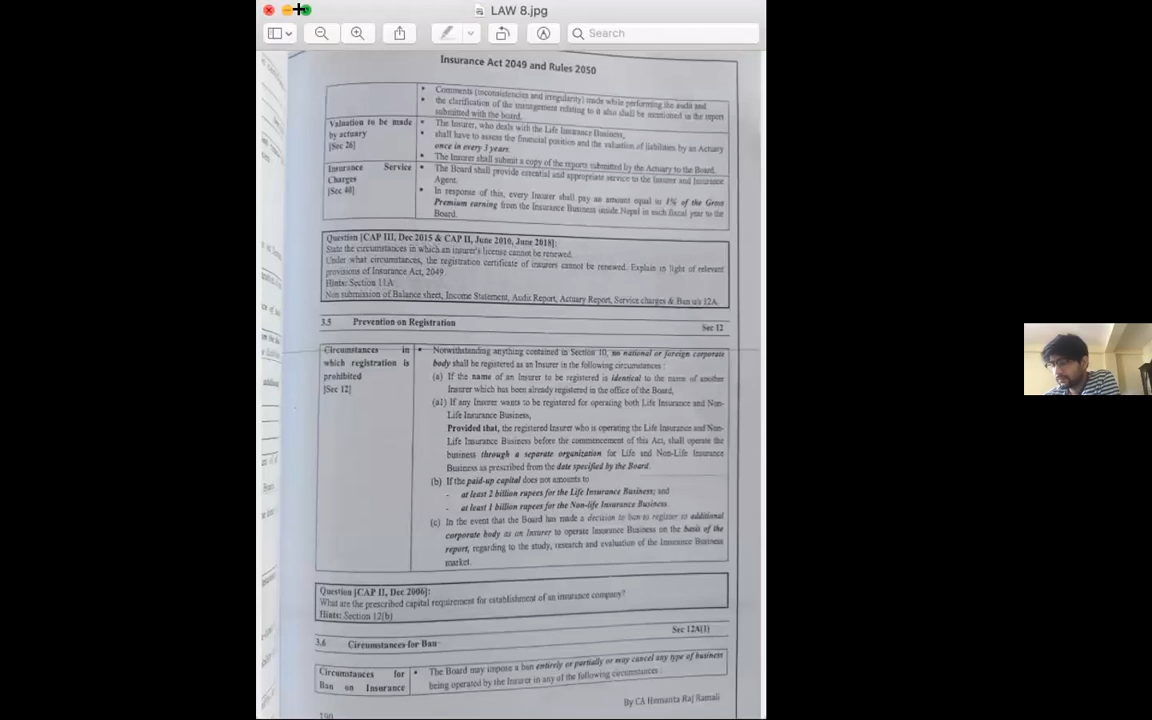 LAW 8.jpg
Search
Insurance Act 2049 and Rules 2050
• Comments (inconsistencies and irregularity) made while performing the audit and
• the clarification of the management relating to it also shall be mentioned in the report
submitted with the board.
Valuation to be made
by actuary
[Sec 26]
• The Insurer, who deals with the Life Insurance Business,
• shall have to assess the financial position and the valuation of liabilities by an Actuary
once in every 3 years.
• The Insurer shall submit a copy of the reports submitted by the Actuary to the Board.
Insurance Service
Charges
[Sec 40]
• The Board shall provide essential and appropriate service to the Insurer and Insurance
Agent.
• In response of this, every Insurer shall pay an amount equal to 1% of the Gross
Premium earning from the Insurance Business inside Nepal in each fiscal year to the
Board.
Question [CAP III, Dec 2015 & CAP II, June 2010, June 2018]:
State the circumstances in which an insurer's license cannot be renewed.
Under what circumstances, the registration certificate of insurers cannot be renewed. Explain in light of relevant
provisions of Insurance Act, 2049
Hints: Section 11A
Non submission of Balance sheet, Income Statement, Audit Report, Actuary Report, Service charges & Ban u/s 12A.
3.5 Prevention on Registration
Sec 12
Circumstances in
which registration is
prohibited
[Sec 12]
• Norwithstanding anything contained in Section 10, no national or foreign corporate
body shall be registered as an Insurer in the following circumstances :
(a) If the name of an Insurer to be registered is identical to the name of another
Insurer which has been already registered in the office of the Board,
(a1) If any Insurer wants to be registered for operating both Life Insurance and Non-
Life Insurance Business,
Provided that, the registered Insurer who is operating the Life Insurance and Non-
Life Insurance Business before the commencement of this Act, shall operate the
business through a separate organization for Life and Non-Life Insurance
Business as prescribed from the date specified by the Board.
(b) If the paid-up capital does not amounts to
- at least 2 billion rupees for the Life Insurance Business; and
- at least 1 billion rupees for the Non-life Insurance Business.
(c) In the event that the Board has made a decision to ban to register an additional
corporate body as an Insurer to operate Insurance Business on the basis of the
report, regarding to the study, research and evaluation of the Insurance Business
market.
Question [CAP II, Dec 2006]:
What are the prescribed capital requirement for establishment of an insurance company?
Hints: Section 12(b)
3.6 Circumstances for Ban
Sec 12A(1)
Circumstances for
Ban on Insurance
• The Board may impose a ban entirely or partially or may cancel any type of business
being operated by the Insurer in any of the following circumstances :
By CA Hemanta Raj Ramali